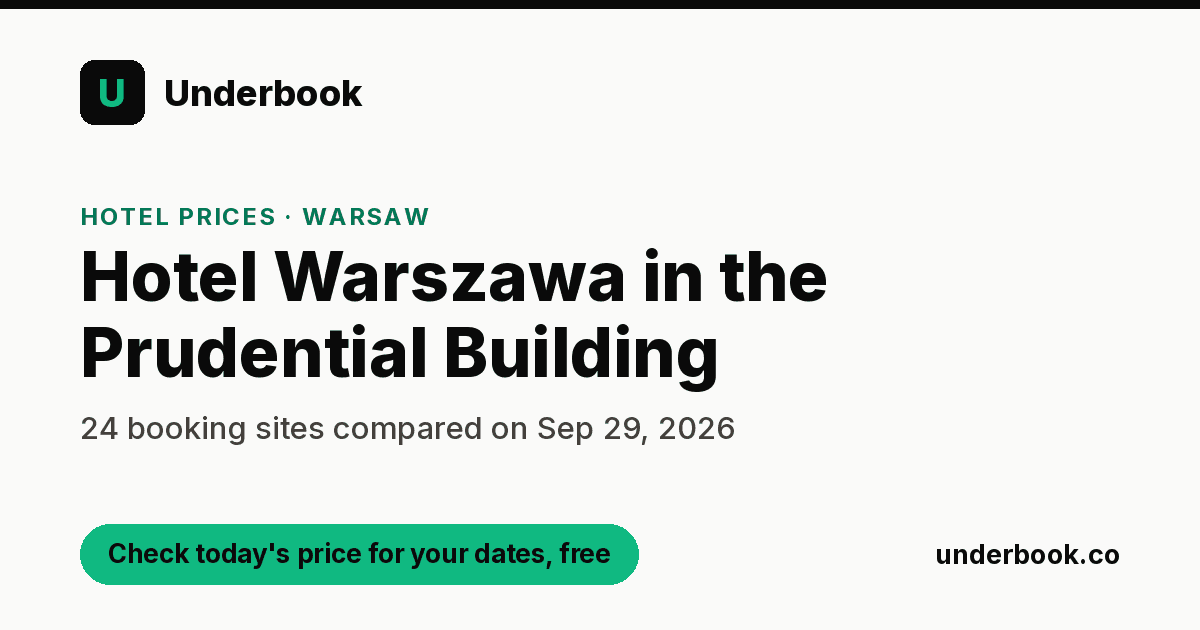 U Underbook
HOTEL PRICES · WARSAW
Hotel Warszawa in the
Prudential Building
24 booking sites compared on Sep 29, 2026
Check today's price for your dates, free
underbook.co